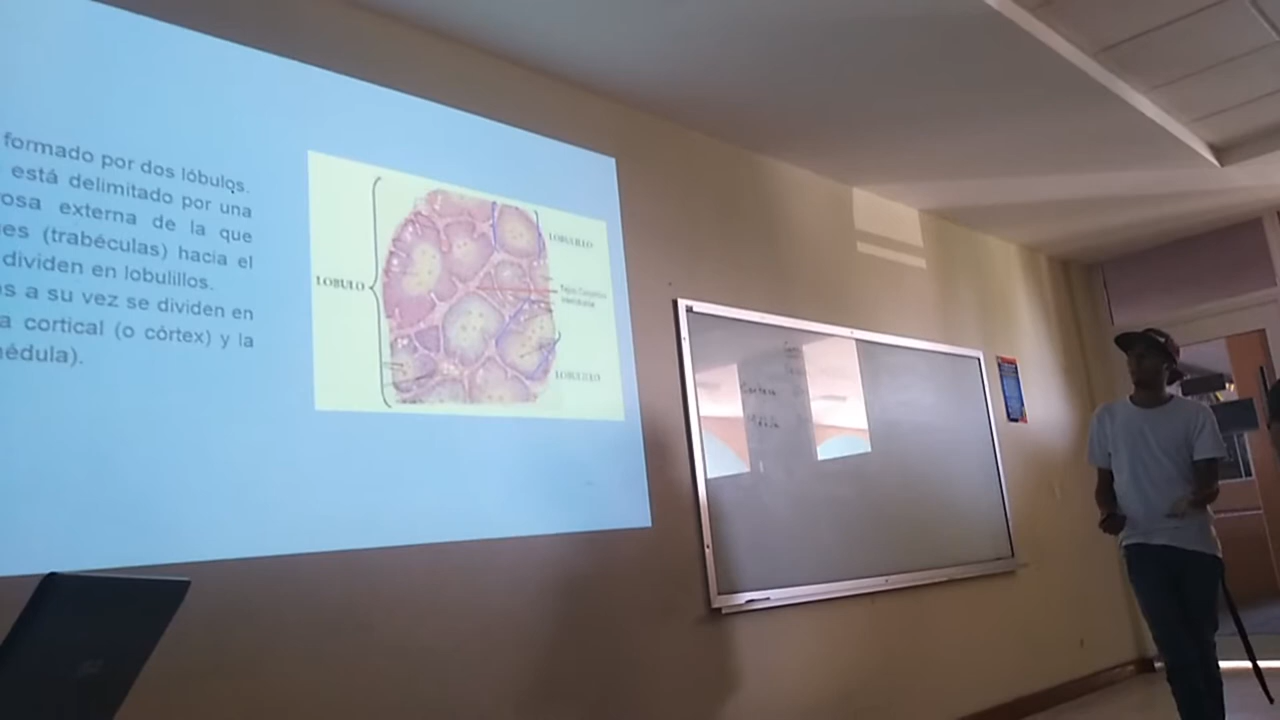 formado por dos lóbulos.
está delimitado por una
osa externa de la que
es (trabéculas) hacía el
dividen en lobulillos.
s a su vez se dividen en
a cortical (o córtex) y la
édula).
LOBULO
LOBULILLO
LOBULILLO